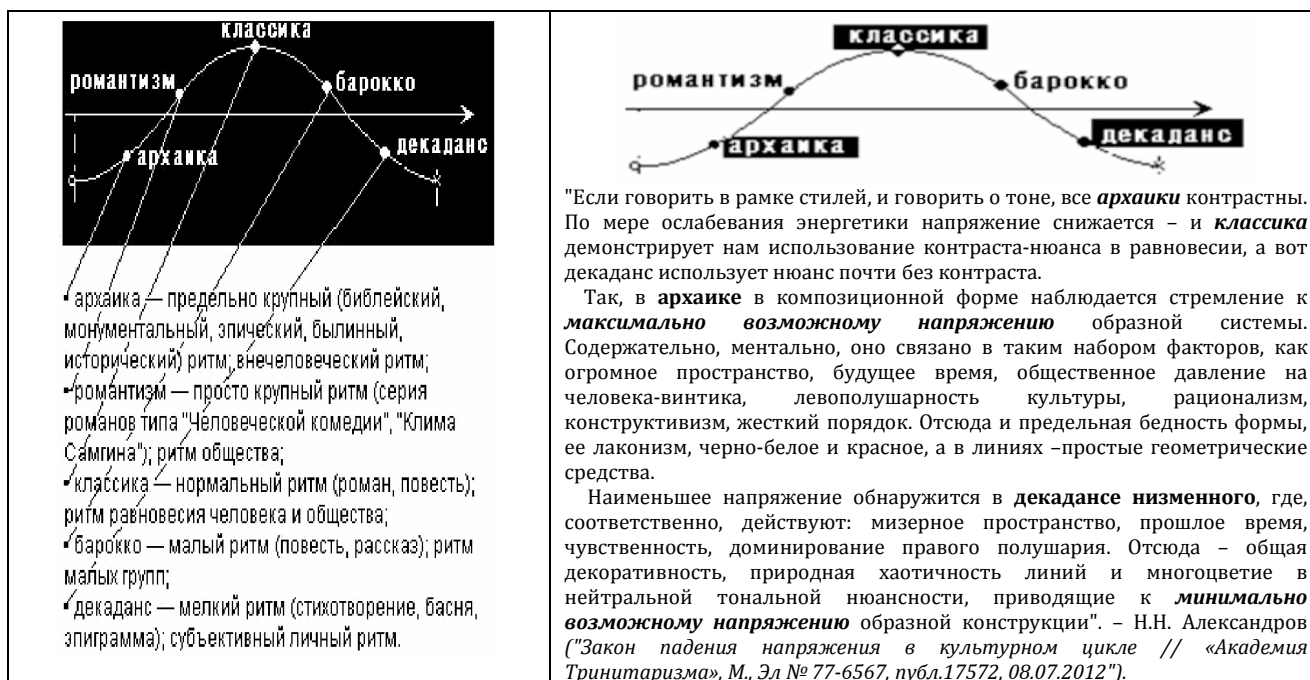 классика
романтизм
барокко
архаика
декаданс
• архаика — предельно крупный (библейский,
монументальный, эпический, былинный,
исторический) ритм; внечеловеческий ритм;
• романтизм — просто крупный ритм (серия
романов типа "Человеческой комедии", "Клима
Самгина"); ритм общества;
• классика — нормальный ритм (роман, повесть);
ритм равновесия человека и общества;
• барокко — малый ритм (повесть, рассказ); ритм
малых групп;
• декаданс — мелкий ритм (стихотворение, басня,
эпиграмма); субъективный личный ритм.
классика
романтизм
барокко
архаика
декаданс
"Если говорить в рамке стилей, и говорить о тоне, все архаики контрастны.
По мере ослабевания энергетики напряжение снижается – и классика
демонстрирует нам использование контраста-нюанса в равновесии, а вот
декаданс использует нюанс почти без контраста.
Так, в архаике в композиционной форме наблюдается стремление к
максимально возможному напряжению образной системы.
Содержательно, ментально, оно связано в таким набором факторов, как
огромное пространство, будущее время, общественное давление на
человека-винтика, левополушарность культуры, рационализм,
конструктивизм, жесткий порядок. Отсюда и предельная бедность формы,
ее лаконизм, черно-белое и красное, а в линиях –простые геометрические
средства.
Наименьшее напряжение обнаружится в декадансе низменного, где,
соответственно, действуют: мизерное пространство, прошлое время,
чувственность, доминирование правого полушария. Отсюда – общая
декоративность, природная хаотичность линий и многоцветие в
нейтральной тональной нюансности, приводящие к минимально
возможному напряжению образной конструкции". – Н.Н. Александров
("Закон падения напряжения в культурном цикле // «Академия
Тринитаризма», М., Эл № 77-6567, публ.17572, 08.07.2012").